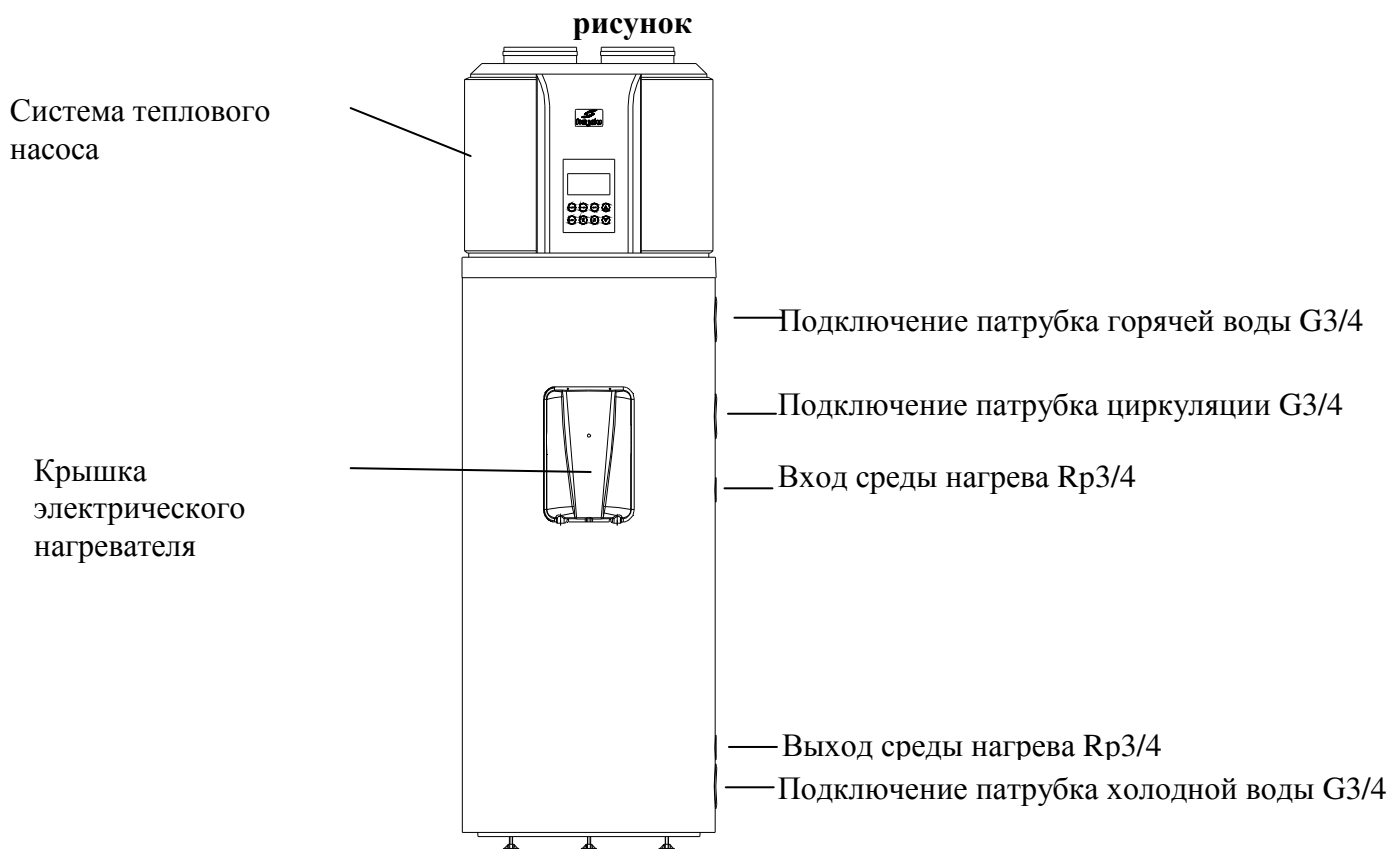 рисунок
Система теплового
насоса
Подключение патрубка горячей воды G3/4
Подключение патрубка циркуляции G3/4
Вход среды нагрева Rp3/4
Крышка
электрического
нагревателя
Выход среды нагрева Rp3/4
Подключение патрубка холодной воды G3/4